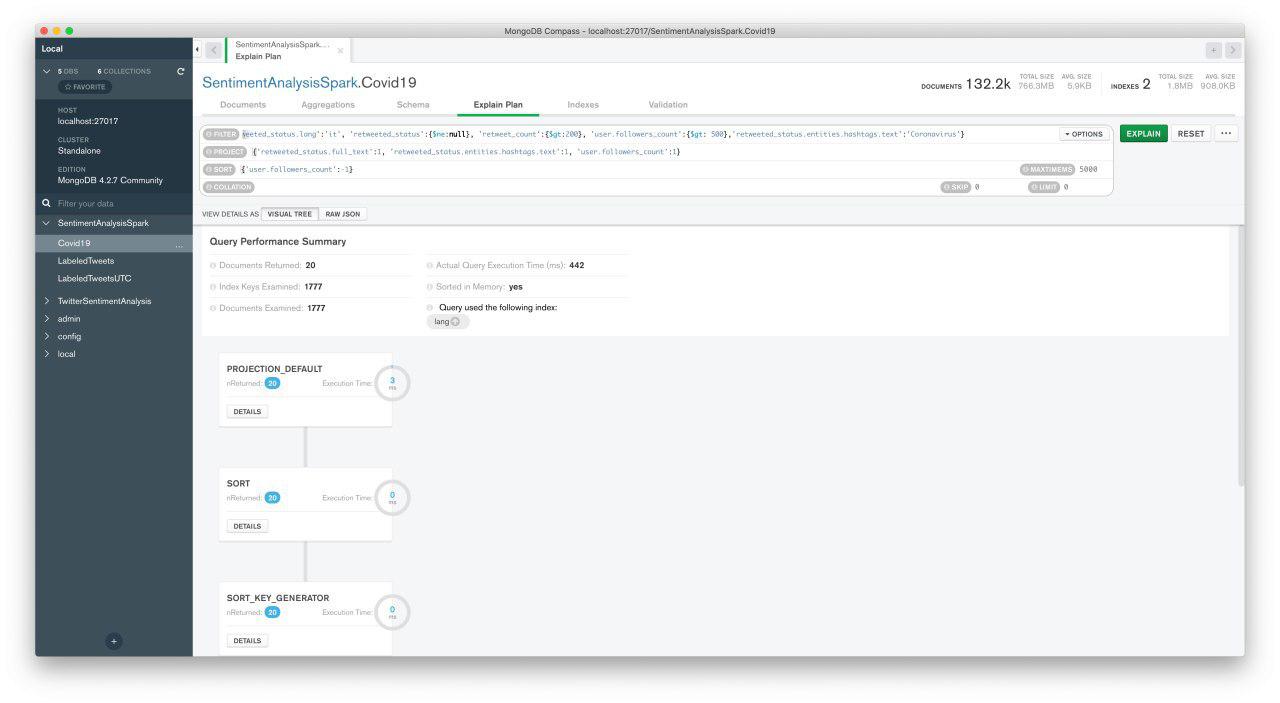 MongoDB Compass - localhost:27017/SentimentAnalysisSpark.Covid19
Local
5 DBS 6 COLLECTIONS
FAVORITE
HOST
localhost:27017
CLUSTER
Standalone
EDITION
MongoDB 4.2.7 Community
Filter your data
SentimentAnalysisSpark
Covid19 ...
LabeledTweets
LabeledTweetsUTC
TwitterSentimentAnalysis
admin
config
local
SentimentAnalysisSpark....
Explain Plan
SentimentAnalysisSpark.Covid19
DOCUMENTS 132.2k TOTAL SIZE 766.3MB AVG. SIZE 5.9KB INDEXES 2 TOTAL SIZE 1.8MB AVG. SIZE 908.0KB
Documents Aggregations Schema Explain Plan Indexes Validation
FILTER eeted_status.lang':'it', 'retweeted_status':{$ne:null}, 'retweet_count':{$gt:200}, 'user.followers_count':{$gt: 500},'retweeted_status.entities.hashtags.text':'Coronavirus'} OPTIONS EXPLAIN RESET ...
PROJECT {'retweeted_status.full_text':1, 'retweeted_status.entities.hashtags.text':1, 'user.followers_count':1}
SORT {'user.followers_count':-1} MAXTIMEMS 5000
COLLATION SKIP 0 LIMIT 0
VIEW DETAILS AS VISUAL TREE RAW JSON
Query Performance Summary
Documents Returned: 20 Actual Query Execution Time (ms): 442
Index Keys Examined: 1777 Sorted in Memory: yes
Documents Examined: 1777 Query used the following index:
lang
PROJECTION_DEFAULT
nReturned: 20 Execution Time: 3 ms
DETAILS
SORT
nReturned: 20 Execution Time: 0 ms
DETAILS
SORT_KEY_GENERATOR
nReturned: 20 Execution Time: 0 ms
DETAILS